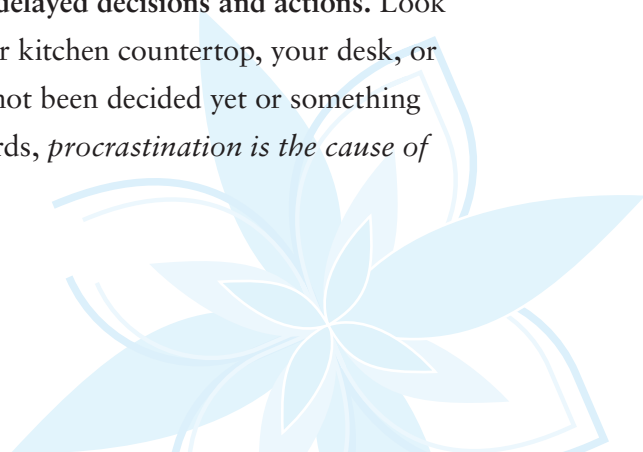 delayed decisions and actions. Look
kitchen countertop, your desk, or
not been decided yet or something
procrastination is the cause of